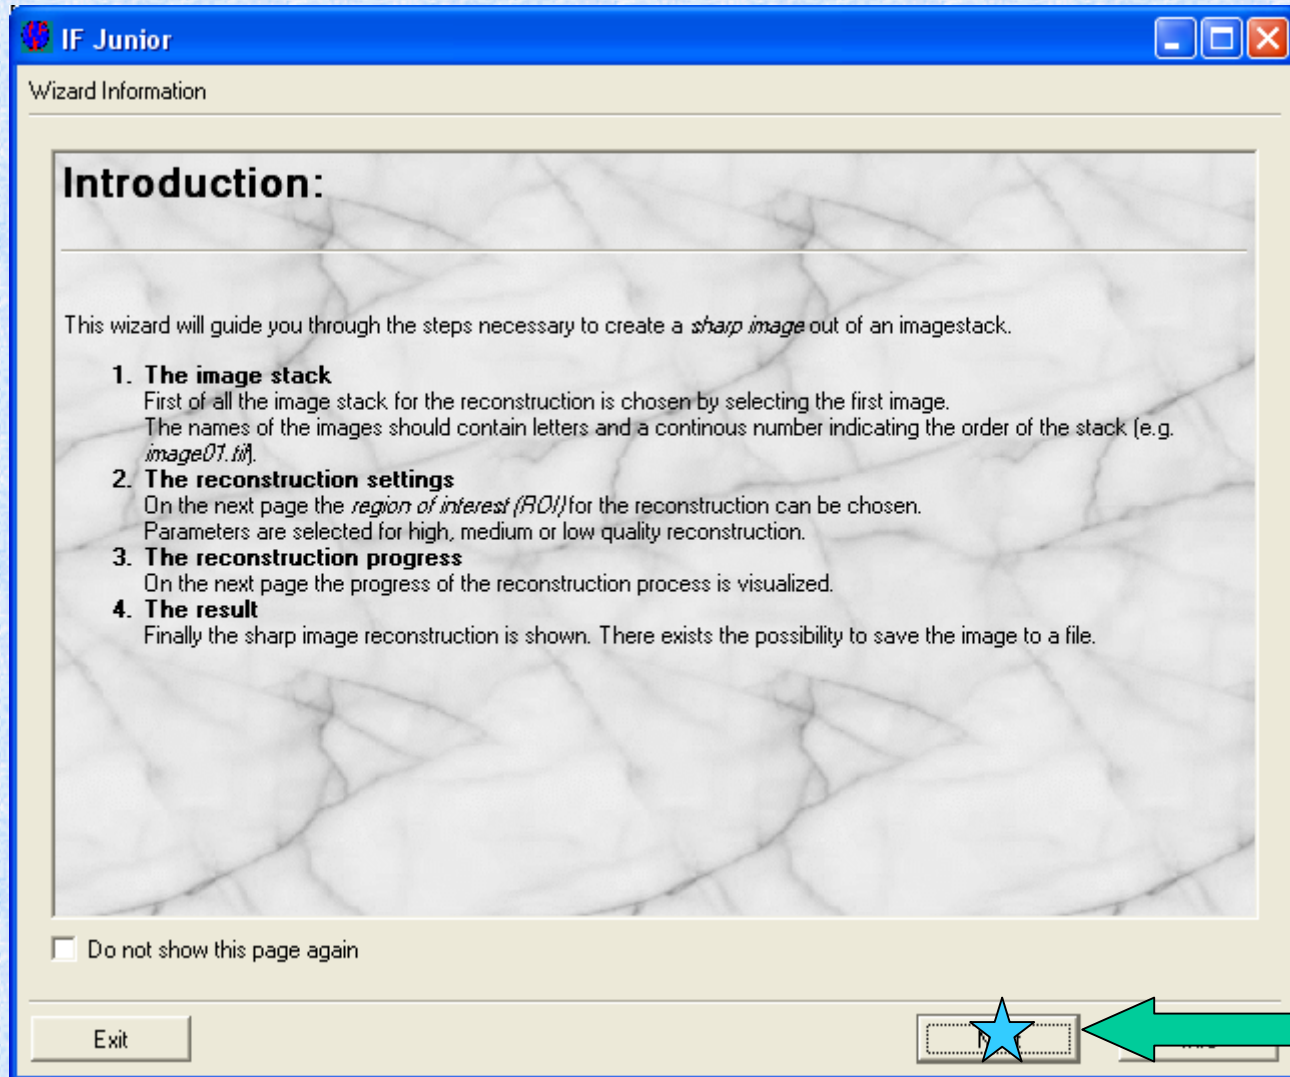 IF Junior
Wizard Information
Introduction:
This wizard will guide you through the steps necessary to create a sharp image out of an imagestack.
1. The image stack
First of all the image stack for the reconstruction is chosen by selecting the first image.
The names of the images should contain letters and a continous number indicating the order of the stack (e.g.
image01.tif).
2. The reconstruction settings
On the next page the region of interest (ROI) for the reconstruction can be chosen.
Parameters are selected for high, medium or low quality reconstruction.
3. The reconstruction progress
On the next page the progress of the reconstruction process is visualized.
4. The result
Finally the sharp image reconstruction is shown. There exists the possibility to save the image to a file.
Do not show this page again
Exit